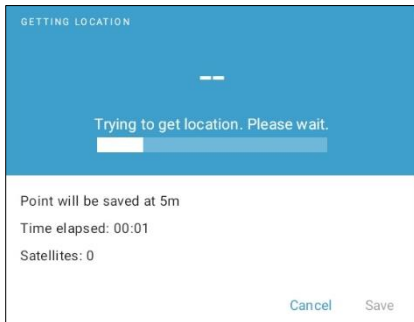 GETTING LOCATION
--
Trying to get location. Please wait.
Point will be saved at 5m
Time elapsed: 00:01
Satellites: 0
Cancel Save